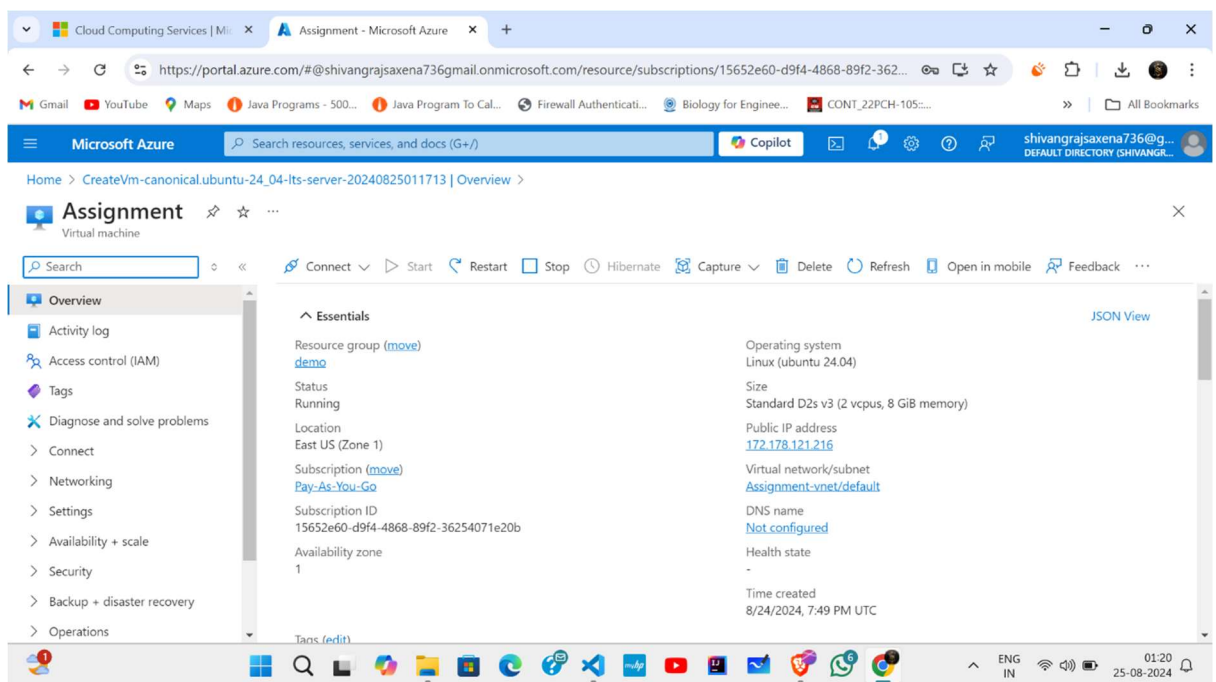 Cloud Computing Services | Mic
Assignment - Microsoft Azure
https://portal.azure.com/#@shivangrajsaxena736gmail.onmicrosoft.com/resource/subscriptions/15652e60-d9f4-4868-89f2-362...
Gmail YouTube Maps Java Programs - 500... Java Program To Cal... Firewall Authenticati... Biology for Enginee... CONT_22PCH-105::... » All Bookmarks
Microsoft Azure Search resources, services, and docs (G+/) Copilot 1 shivangrajsaxena736@g...
DEFAULT DIRECTORY (SHIVANGR...
Home > CreateVm-canonical.ubuntu-24_04-lts-server-20240825011713 | Overview >
Assignment
Virtual machine
Search
Connect Start Restart Stop Hibernate Capture Delete Refresh Open in mobile Feedback
Overview
Activity log
Access control (IAM)
Tags
Diagnose and solve problems
Connect
Networking
Settings
Availability + scale
Security
Backup + disaster recovery
Operations
Essentials
JSON View
Resource group (move)
demo
Status
Running
Location
East US (Zone 1)
Subscription (move)
Pay-As-You-Go
Subscription ID
15652e60-d9f4-4868-89f2-36254071e20b
Availability zone
1
Operating system
Linux (ubuntu 24.04)
Size
Standard D2s v3 (2 vcpus, 8 GiB memory)
Public IP address
172.178.121.216
Virtual network/subnet
Assignment-vnet/default
DNS name
Not configured
Health state
-
Time created
8/24/2024, 7:49 PM UTC
Tags (edit)
1
myhp
6
ENG
IN
01:20
25-08-2024